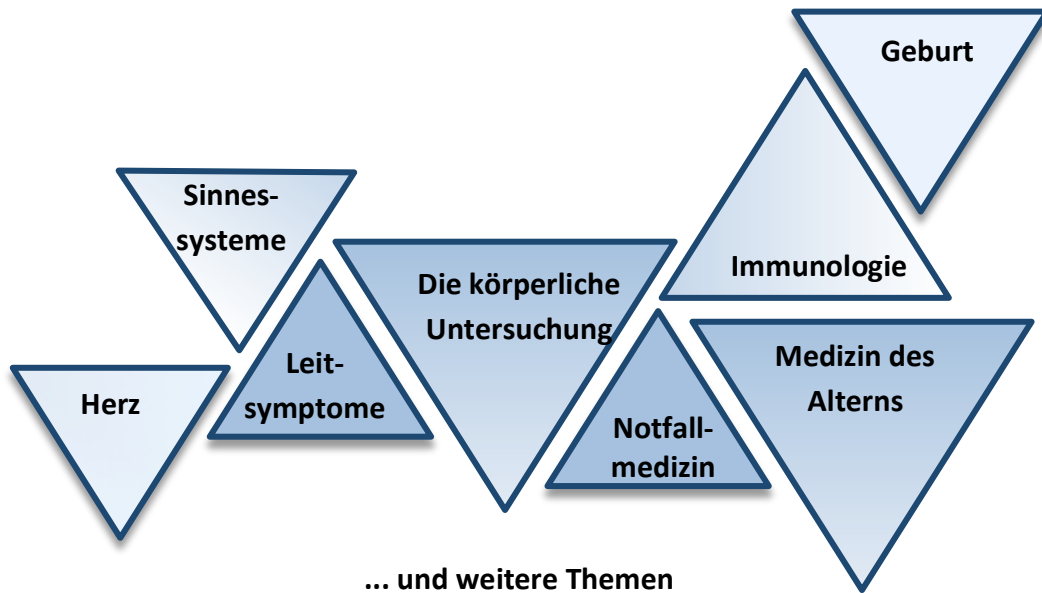 Geburt
Sinnes-
systeme
Immunologie
Die körperliche
Untersuchung
Leit-
symptome
Herz
Medizin des
Alterns
Notfall-
medizin
... und weitere Themen